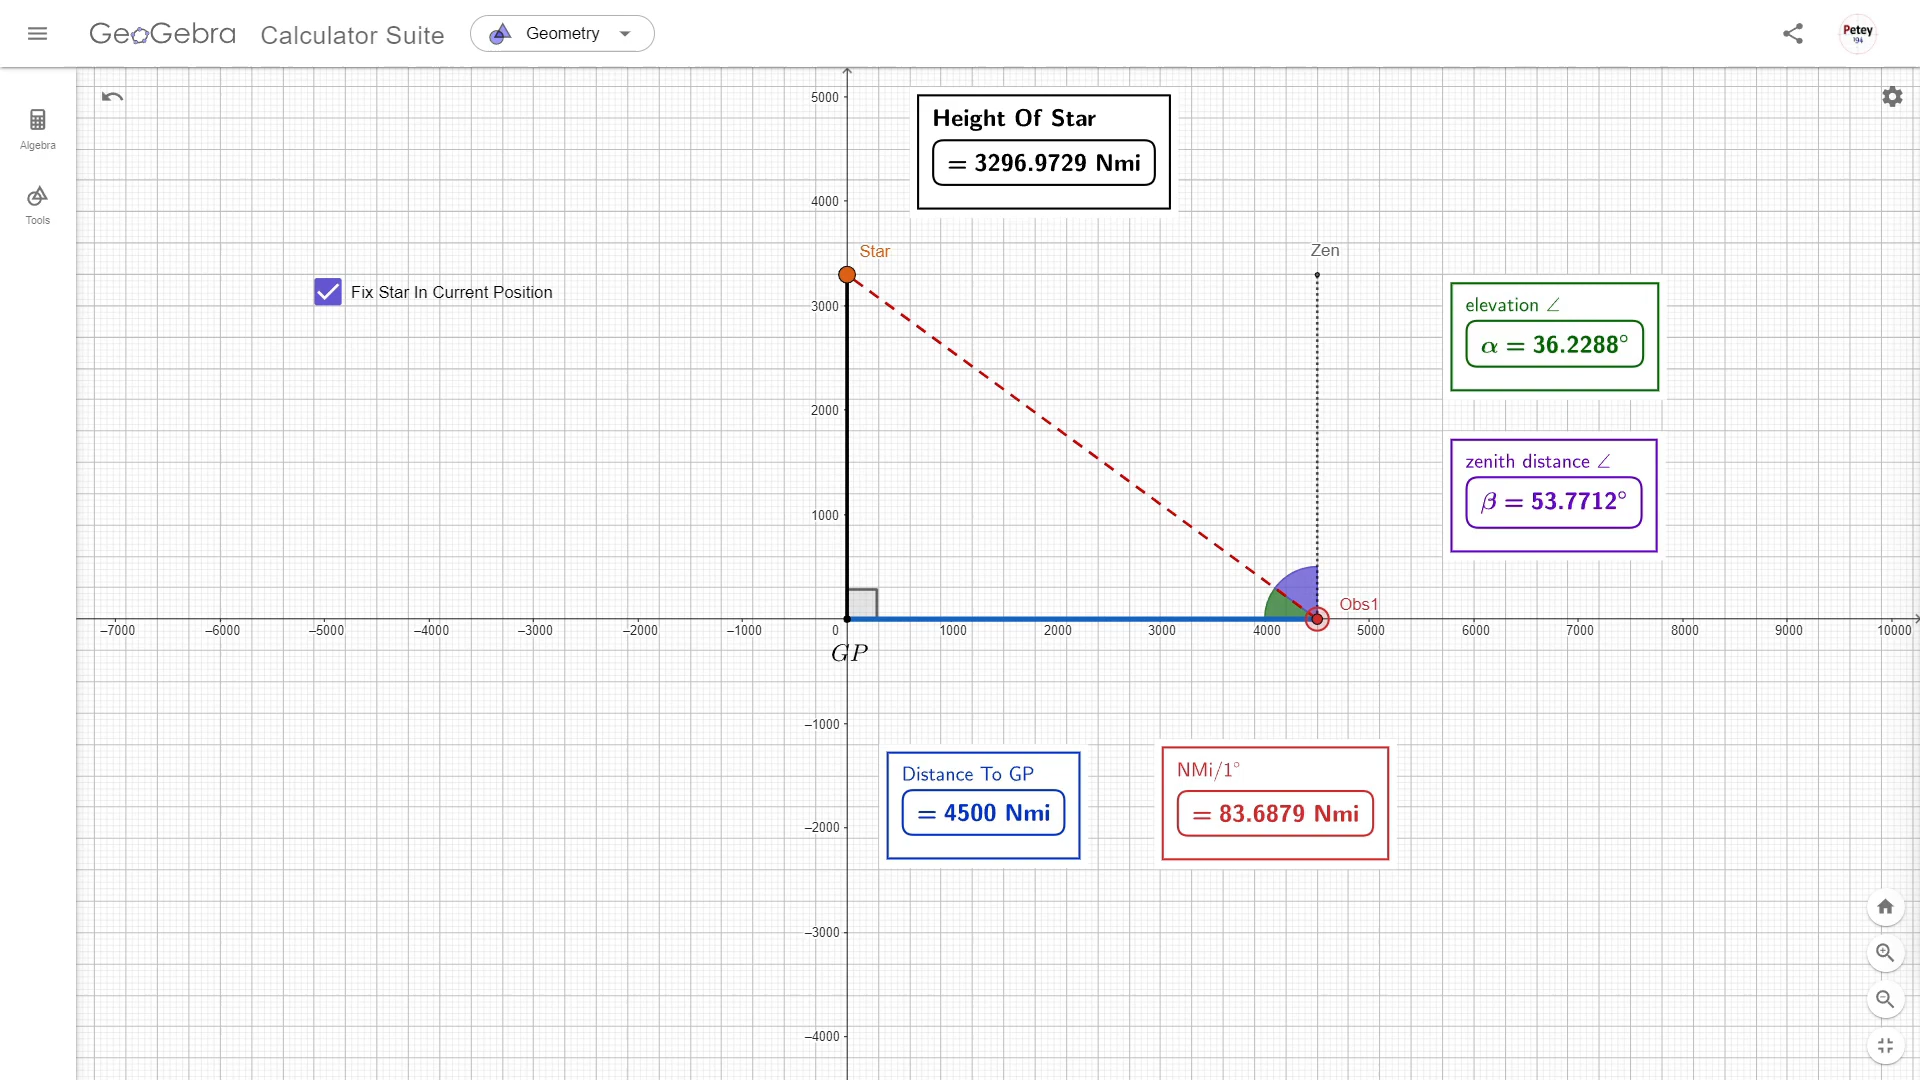 GeoGebra Calculator Suite
Geometry
Petey
'94
Algebra
Tools
Fix Star In Current Position
Height Of Star
= 3296.9729 Nmi
Star
Zen
Obs1
GP
elevation ∠
α = 36.2288°
zenith distance ∠
β = 53.7712°
Distance To GP
= 4500 Nmi
NMi/1°
= 83.6879 Nmi
5000
4000
3000
2000
1000
–1000
–2000
–3000
–4000
–7000 –6000 –5000 –4000 –3000 –2000 –1000 0 1000 2000 3000 4000 5000 6000 7000 8000 9000 10000